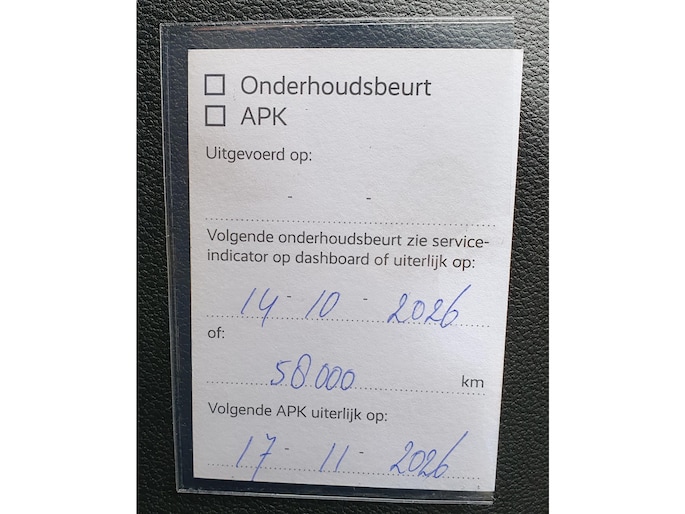 ☐ Onderhoudsbeurt
☐ APK
Uitgevoerd op:
- -
Volgende onderhoudsbeurt zie service-
indicator op dashboard of uiterlijk op:
14 - 10 - 2026
of:
58.000 km
Volgende APK uiterlijk op:
17 - 11 - 2026